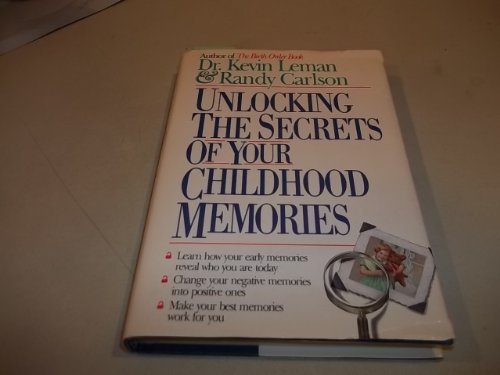 Author of The Birth Order Book
Dr. Kevin Leman
& Randy Carlson
UNLOCKING
THE SECRETS
OF YOUR
CHILDHOOD
MEMORIES
Learn how your early memories
reveal who you are today
Change your negative memories
into positive ones
Make your best memories
work for you